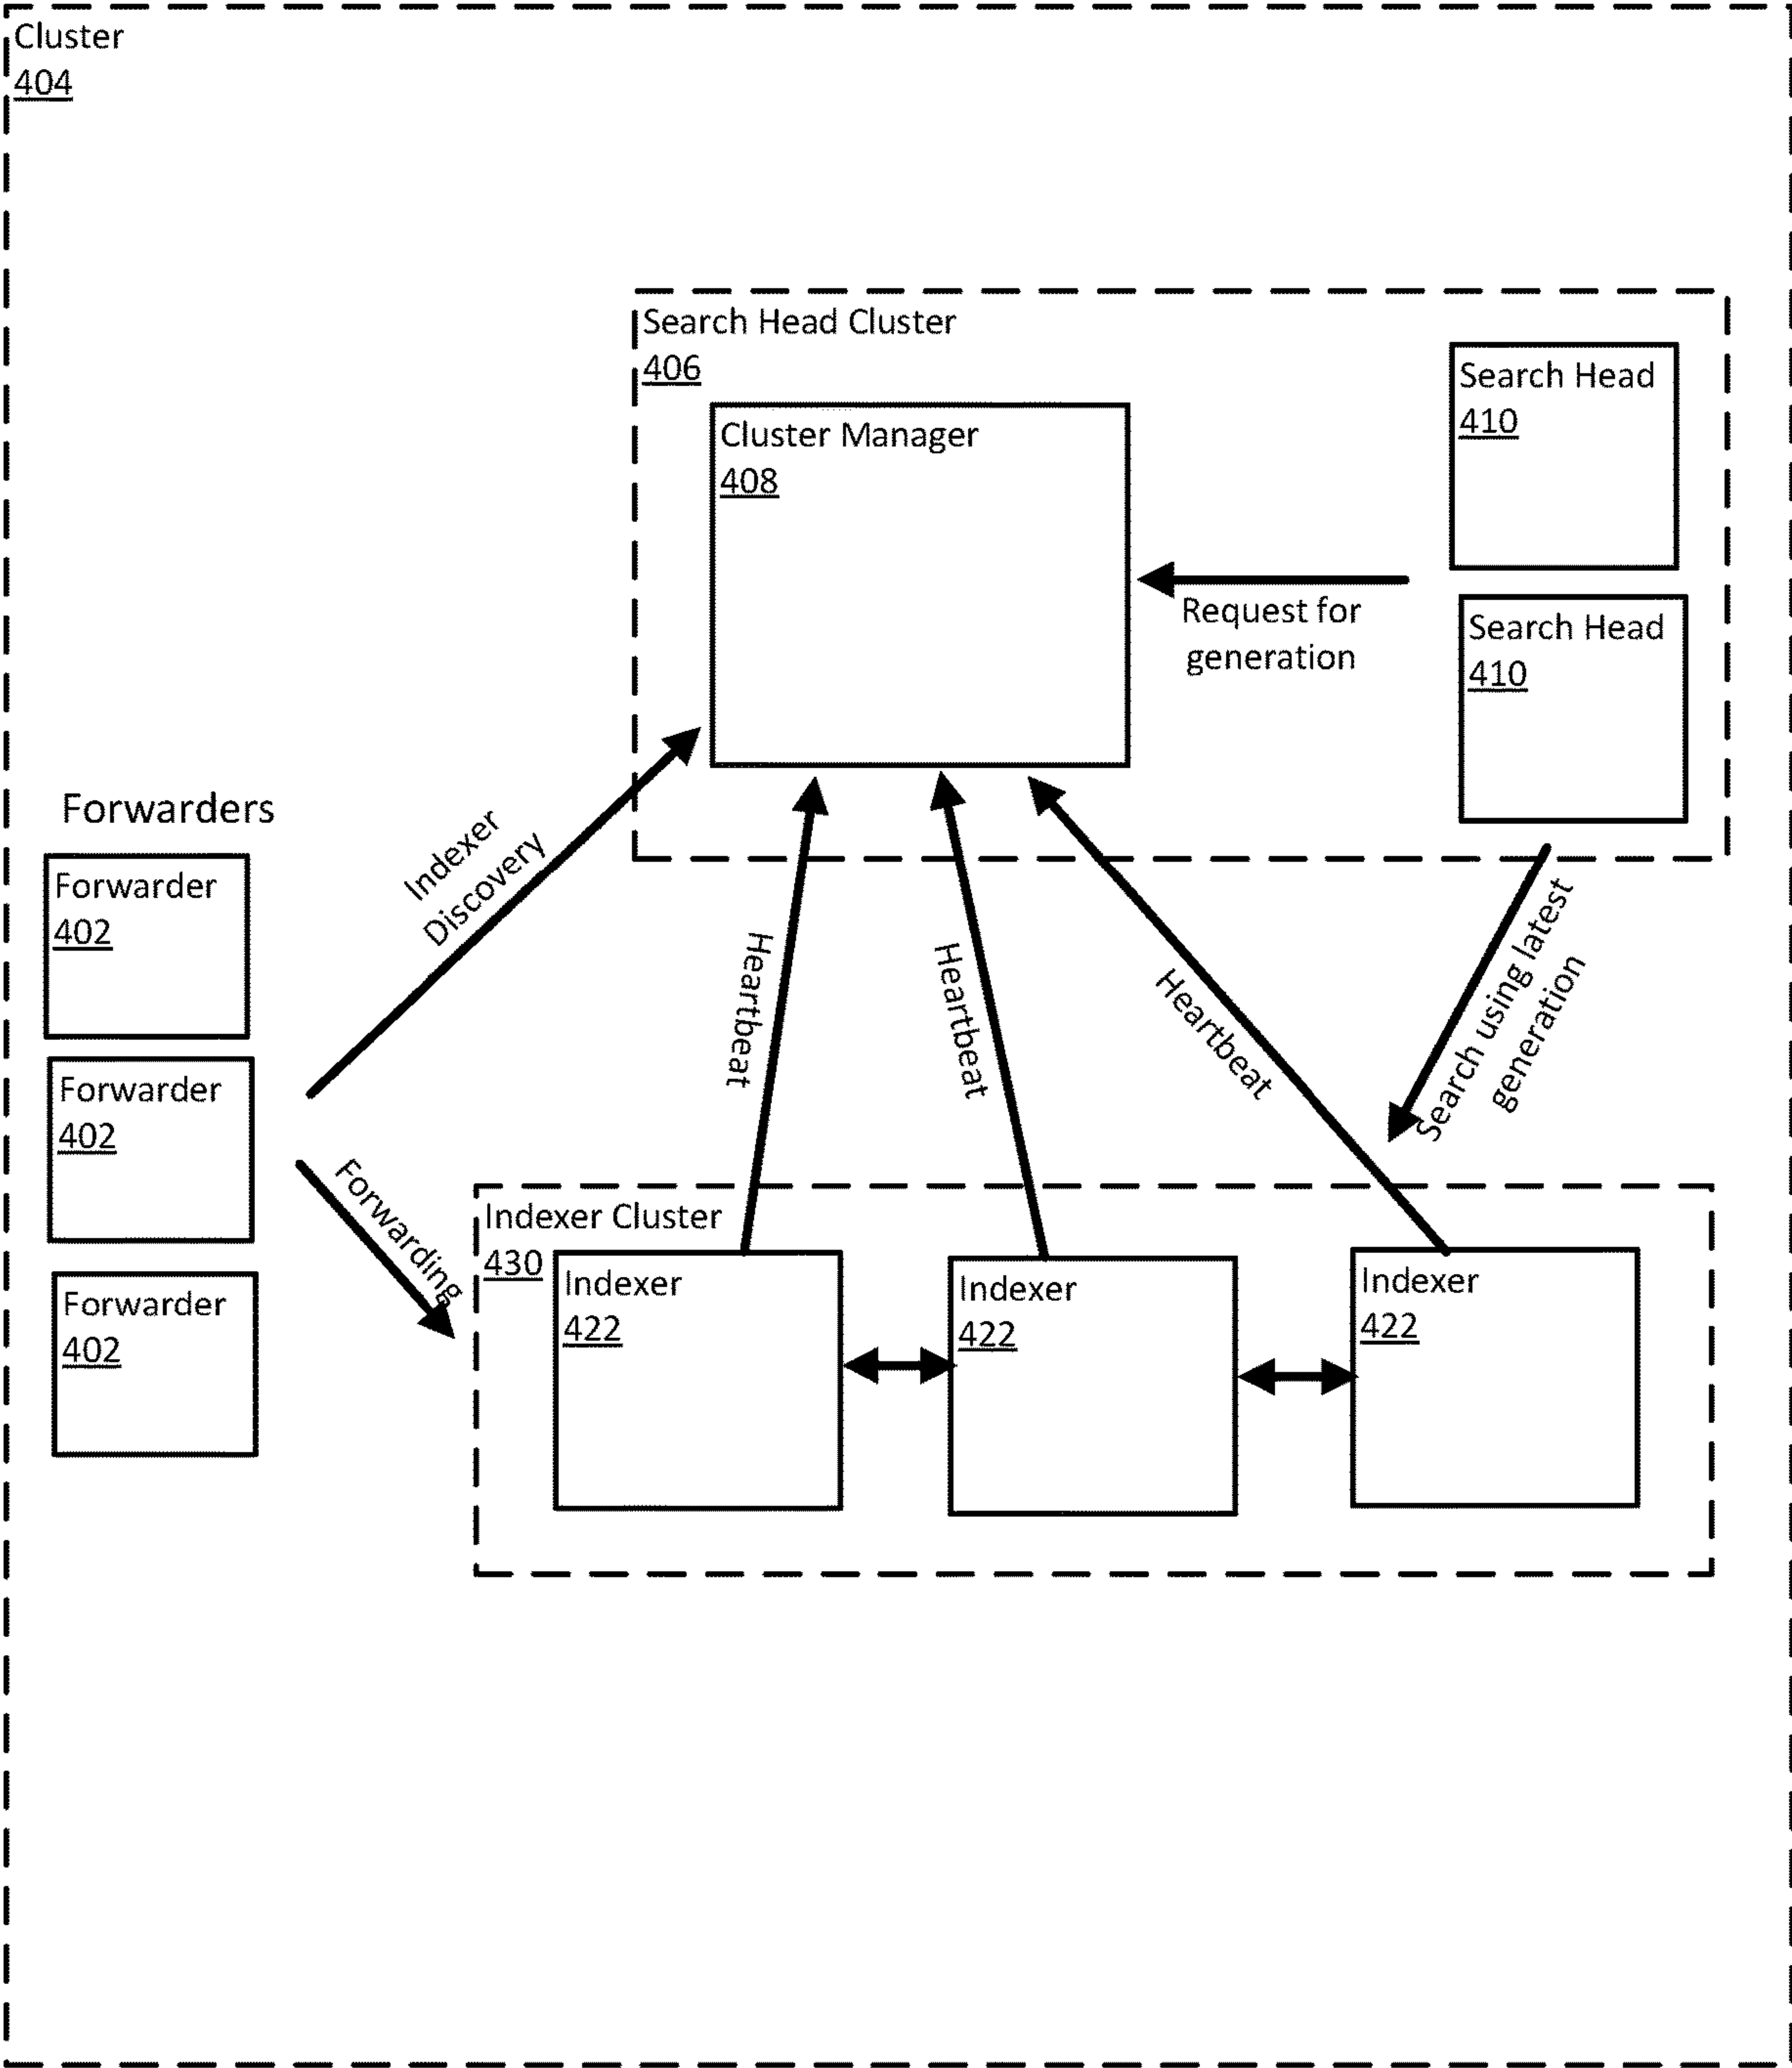 Cluster
404
Search Head Cluster
406
Cluster Manager
408
Search Head
410
Request for
generation
Search Head
410
Forwarders
Forwarder
402
Forwarder
402
Forwarder
402
Indexer
Discovery
Forwarding
Heartbeat
Heartbeat
Heartbeat
Search using latest
generation
Indexer Cluster
430
Indexer
422
Indexer
422
Indexer
422